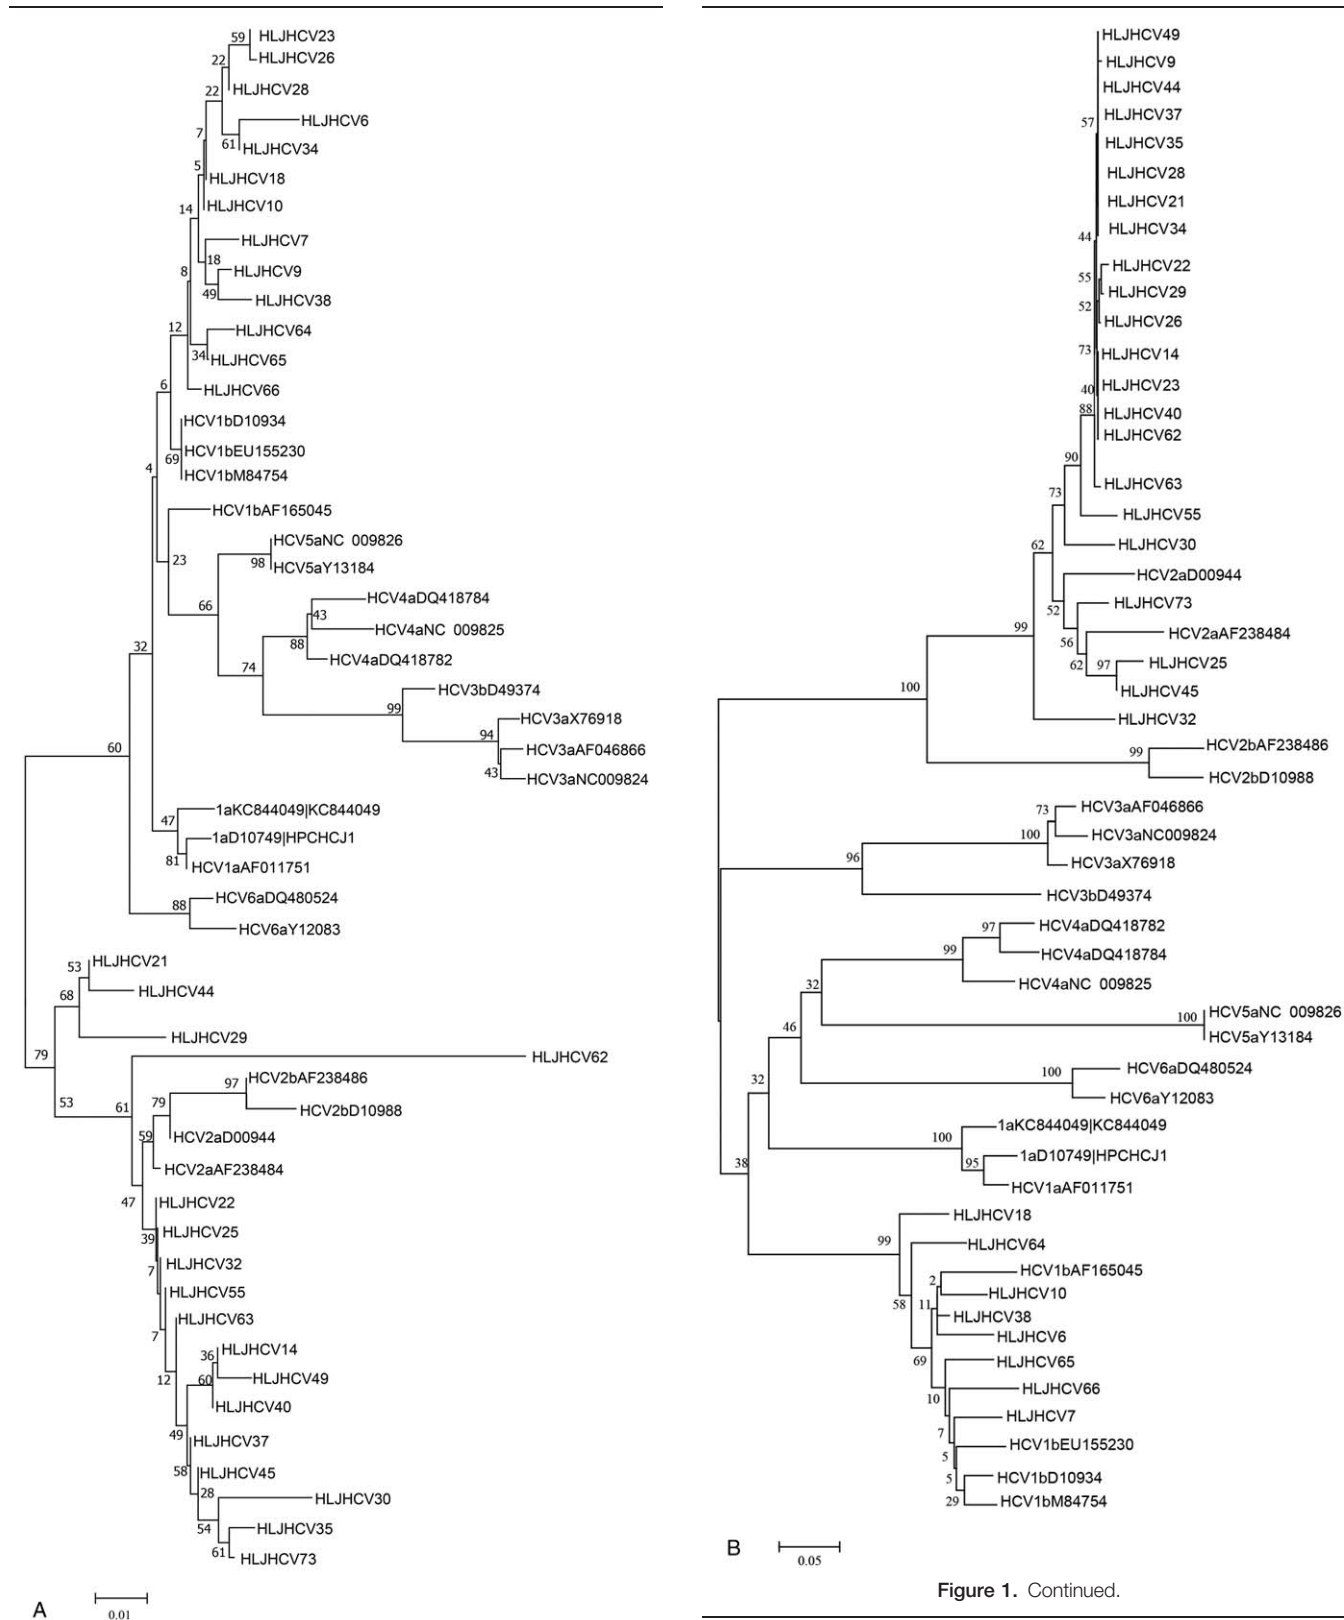 59
HLJHCV23
HLJHCV26
22
HLJHCV28
22
HLJHCV6
7
61
HLJHCV34
5
HLJHCV18
HLJHCV10
14
HLJHCV7
18
8
HLJHCV9
49
HLJHCV38
12
HLJHCV64
34
HLJHCV65
6
HLJHCV66
HCV1bD10934
HCV1bEU155230
69
4
HCV1bM84754
HCV1bAF165045
HCV5aNC 009826
23
98
HCV5aY13184
66
HCV4aDQ418784
43
HCV4aNC 009825
88
32
HCV4aDQ418782
74
HCV3bD49374
99
HCV3aX76918
94
60
HCV3aAF046866
43
HCV3aNC009824
1aKC844049|KC844049
47
1aD10749|HPCHCJ1
81
HCV1aAF011751
HCV6aDQ480524
88
HCV6aY12083
HLJHCV21
53
HLJHCV44
68
HLJHCV29
79
HLJHCV62
HCV2bAF238486
97
53
61
79
HCV2bD10988
59
HCV2aD00944
HCV2aAF238484
47
HLJHCV22
HLJHCV25
39
HLJHCV32
7
HLJHCV55
HLJHCV63
7
HLJHCV14
36
12
60
HLJHCV49
HLJHCV40
49
HLJHCV37
58
HLJHCV45
28
HLJHCV30
54
HLJHCV35
61
HLJHCV73
A
0.01
HLJHCV49
HLJHCV9
HLJHCV44
57
HLJHCV37
HLJHCV35
HLJHCV28
HLJHCV21
HLJHCV34
44
HLJHCV22
55
HLJHCV29
52
HLJHCV26
73
HLJHCV14
40
HLJHCV23
88
HLJHCV40
HLJHCV62
90
HLJHCV63
73
HLJHCV55
62
HLJHCV30
HCV2aD00944
52
HLJHCV73
99
56
HCV2aAF238484
62
97
HLJHCV25
100
HLJHCV45
HLJHCV32
HCV2bAF238486
99
HCV2bD10988
HCV3aAF046866
73
100
HCV3aNC009824
96
HCV3aX76918
HCV3bD49374
HCV4aDQ418782
97
99
HCV4aDQ418784
32
HCV4aNC 009825
HCV5aNC 009826
100
46
HCV5aY13184
HCV6aDQ480524
100
32
HCV6aY12083
1aKC844049|KC844049
100
1aD10749|HPCHCJ1
38
95
HCV1aAF011751
HLJHCV18
99
HLJHCV64
HCV1bAF165045
2
HLJHCV10
58
11
HLJHCV38
HLJHCV6
69
HLJHCV65
10
HLJHCV66
HLJHCV7
7
HCV1bEU155230
5
5
HCV1bD10934
29
HCV1bM84754
B
0.05
Figure 1. Continued.